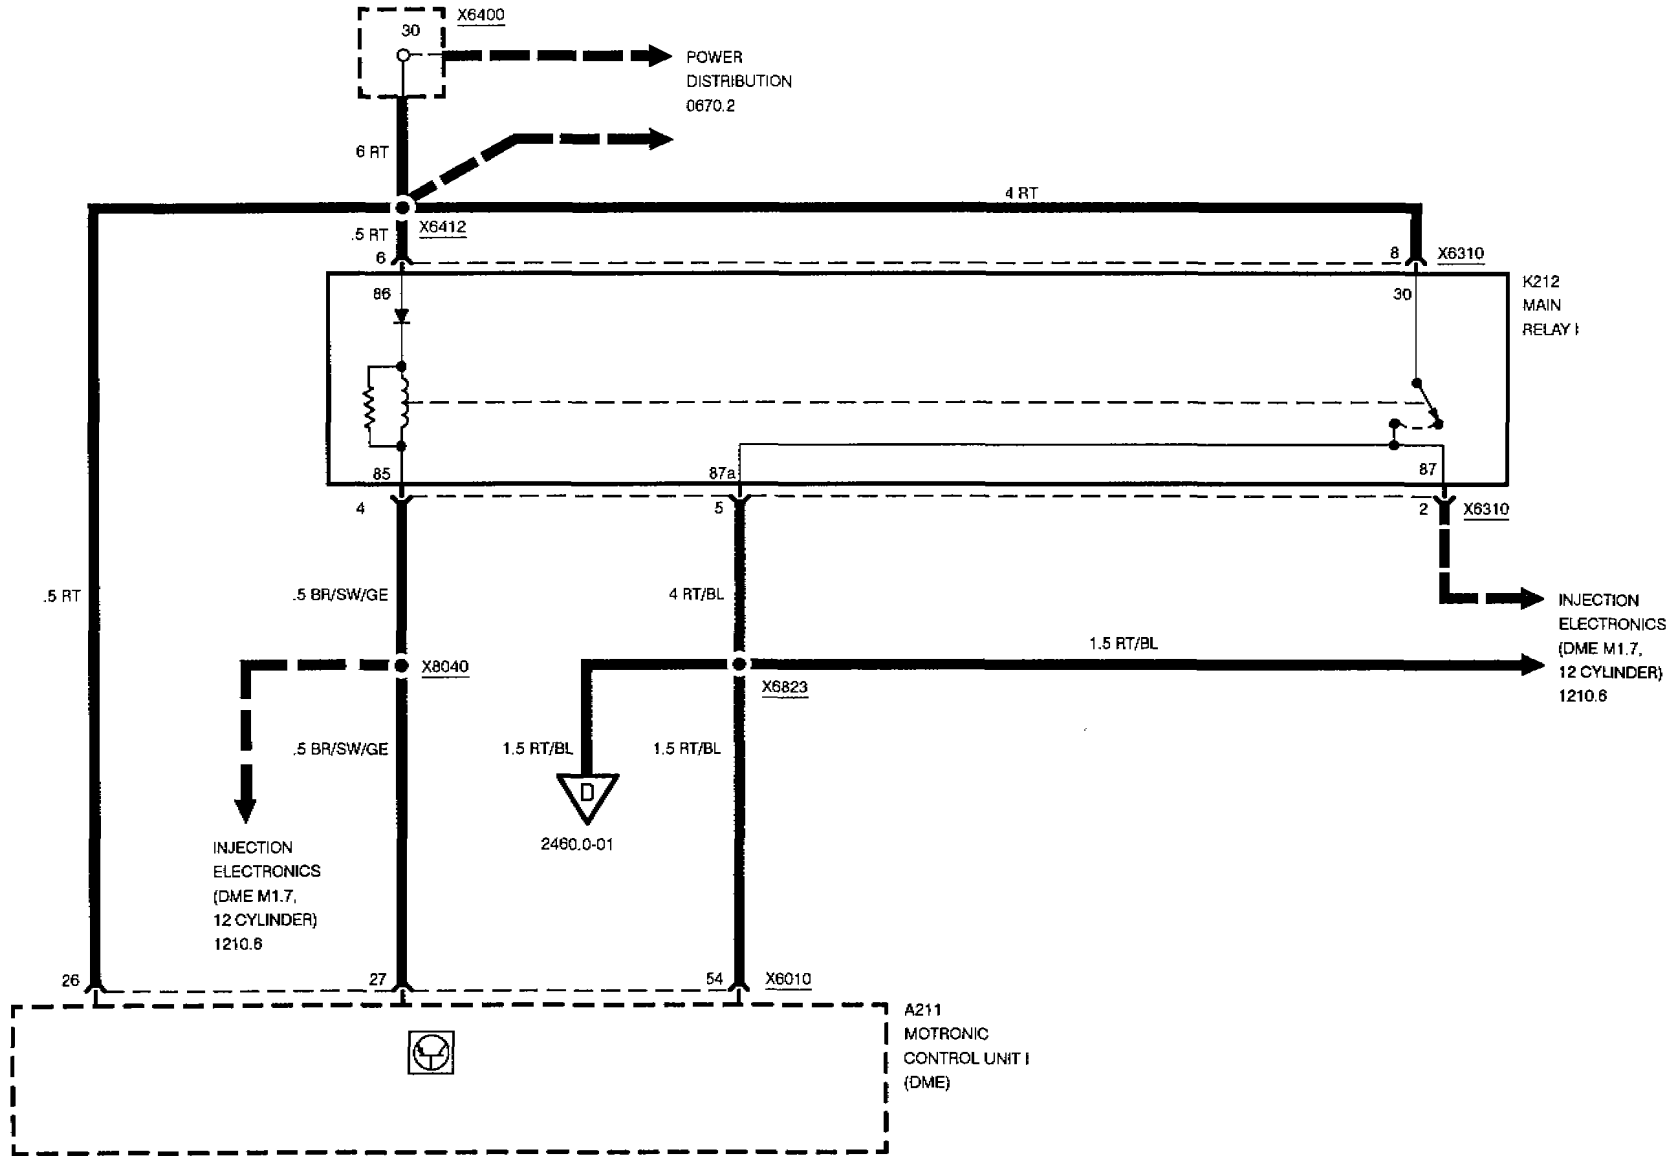 X6400
30
POWER
DISTRIBUTION
0670.2
6 RT
4 RT
X6412
.5 RT
6
8
X6310
86
30
K212
MAIN
RELAY I
85
87a
87
4
5
2
X6310
.5 RT
.5 BR/SW/GE
4 RT/BL
INJECTION
ELECTRONICS
(DME M1.7,
12 CYLINDER)
1210.6
1.5 RT/BL
X8040
X6823
.5 BR/SW/GE
1.5 RT/BL
1.5 RT/BL
D
2460.0-01
INJECTION
ELECTRONICS
(DME M1.7,
12 CYLINDER)
1210.6
26
27
54
X6010
A211
MOTRONIC
CONTROL UNIT I
(DME)